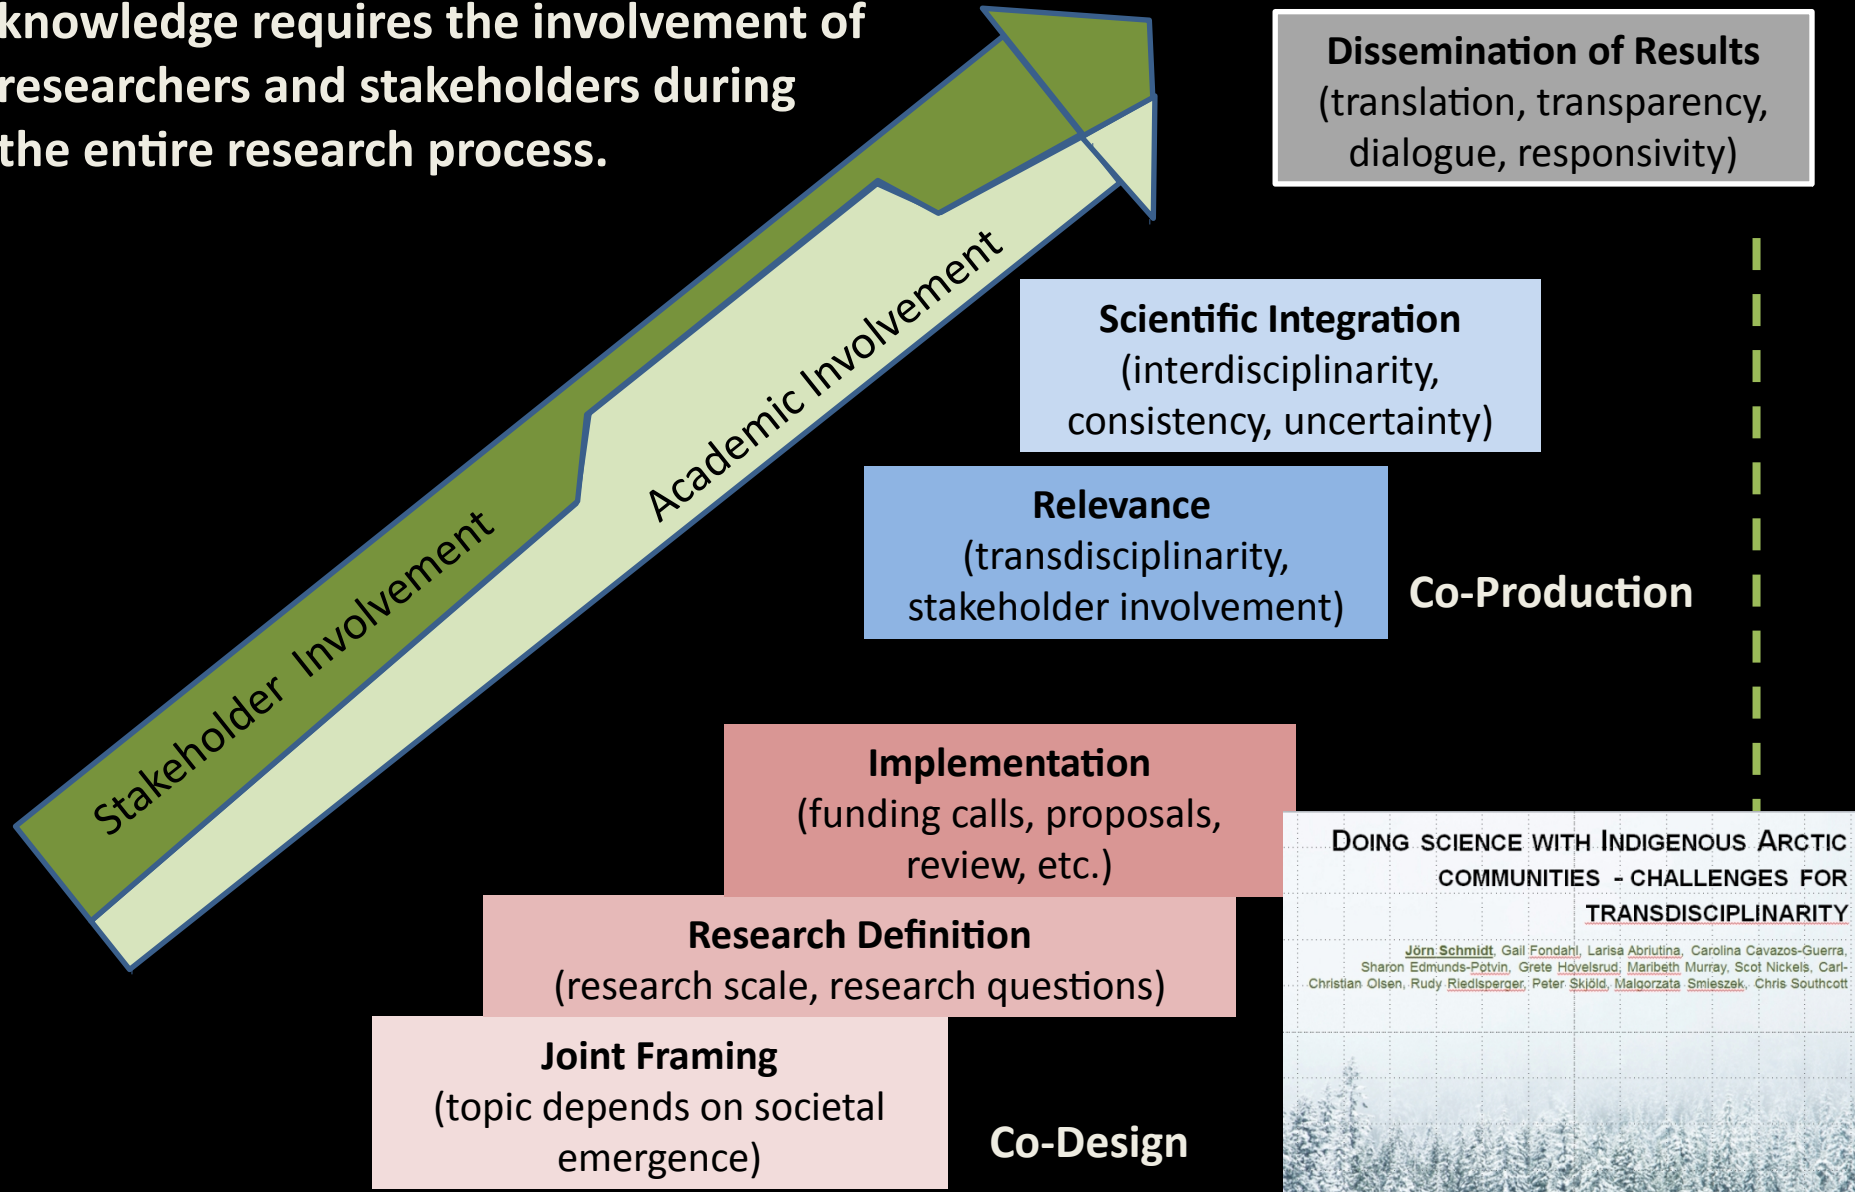 knowledge requires the involvement of
researchers and stakeholders during
the entire research process.
Dissemination of Results
(translation, transparency,
dialogue, responsivity)
Stakeholder Involvement
Academic Involvement
Scientific Integration
(interdisciplinarity,
consistency, uncertainty)
Relevance
(transdisciplinarity,
stakeholder involvement)
Co-Production
Implementation
(funding calls, proposals,
review, etc.)
Research Definition
(research scale, research questions)
Joint Framing
(topic depends on societal
emergence)
Co-Design
DOING SCIENCE WITH INDIGENOUS ARCTIC
COMMUNITIES - CHALLENGES FOR
TRANSDISCIPLINARITY
Jörn Schmidt, Gail Fondahl, Larisa Abriutina, Carolina Cavazos-Guerra,
Sharon Edmunds-Potvin, Grete Hovelsrud, Maribeth Murray, Scot Nickels, Carl-
Christian Olsen, Rudy Riedlsperger, Peter Skjöld, Malgorzata Smieszek, Chris Southcott